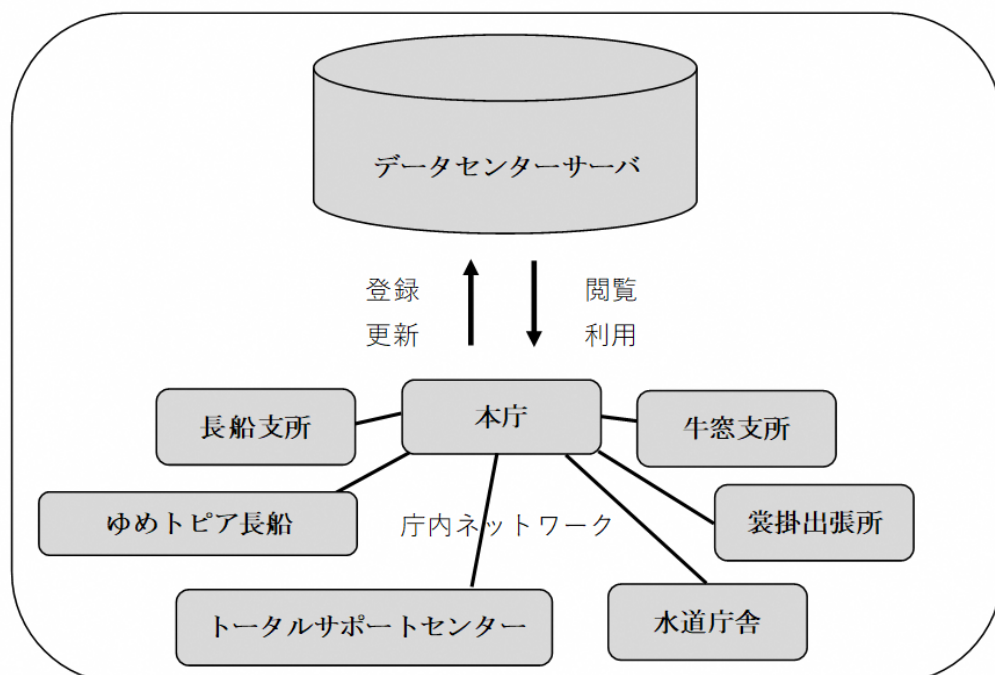 データセンターサーバ
登録
更新
閲覧
利用
本庁
長船支所
牛窓支所
ゆめトピア長船
庁内ネットワーク
裳掛出張所
トータルサポートセンター
水道庁舎